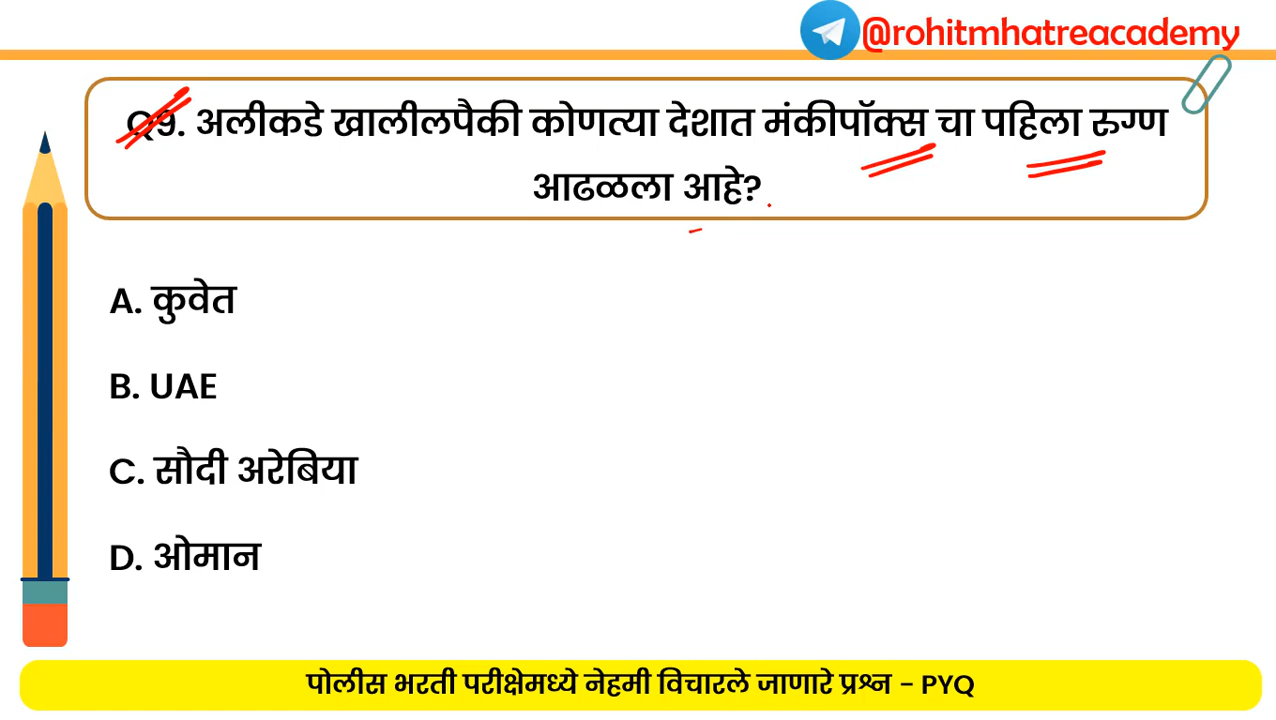 @rohitmhatreacademy
Q9. अलीकडे खालीलपैकी कोणत्या देशात मंकीपॉक्स चा पहिला रुग्ण
आढळला आहे?
A. कुवेत
B. UAE
C. सौदी अरेबिया
D. ओमान
पोलीस भरती परीक्षेमध्ये नेहमी विचारले जाणारे प्रश्न - PYQ